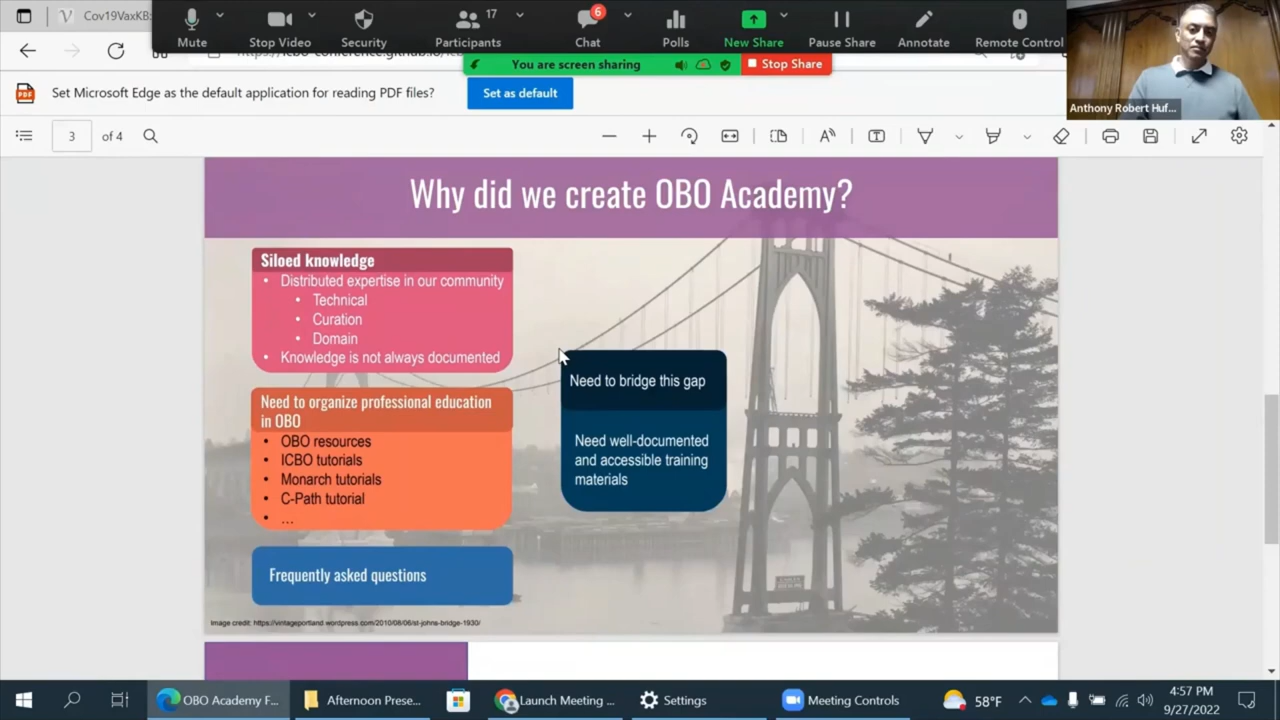 Cov19VaxKB:
Mute
Stop Video
Security
17
Participants
6
Chat
Polls
New Share
Pause Share
Annotate
Remote Control
You are screen sharing
Stop Share
Anthony Robert Huf...
Set Microsoft Edge as the default application for reading PDF files?
Set as default
3
of 4
Why did we create OBO Academy?
Siloed knowledge
• Distributed expertise in our community
• Technical
• Curation
• Domain
• Knowledge is not always documented
Need to organize professional education
in OBO
• OBO resources
• ICBO tutorials
• Monarch tutorials
• C-Path tutorial
• ...
Frequently asked questions
Need to bridge this gap
Need well-documented
and accessible training
materials
Image credit: https://vintageportland.wordpress.com/2010/08/06/st-johns-bridge-1930/
OBO Academy F...
Afternoon Prese...
Launch Meeting ...
Settings
Meeting Controls
58°F
4:57 PM
9/27/2022